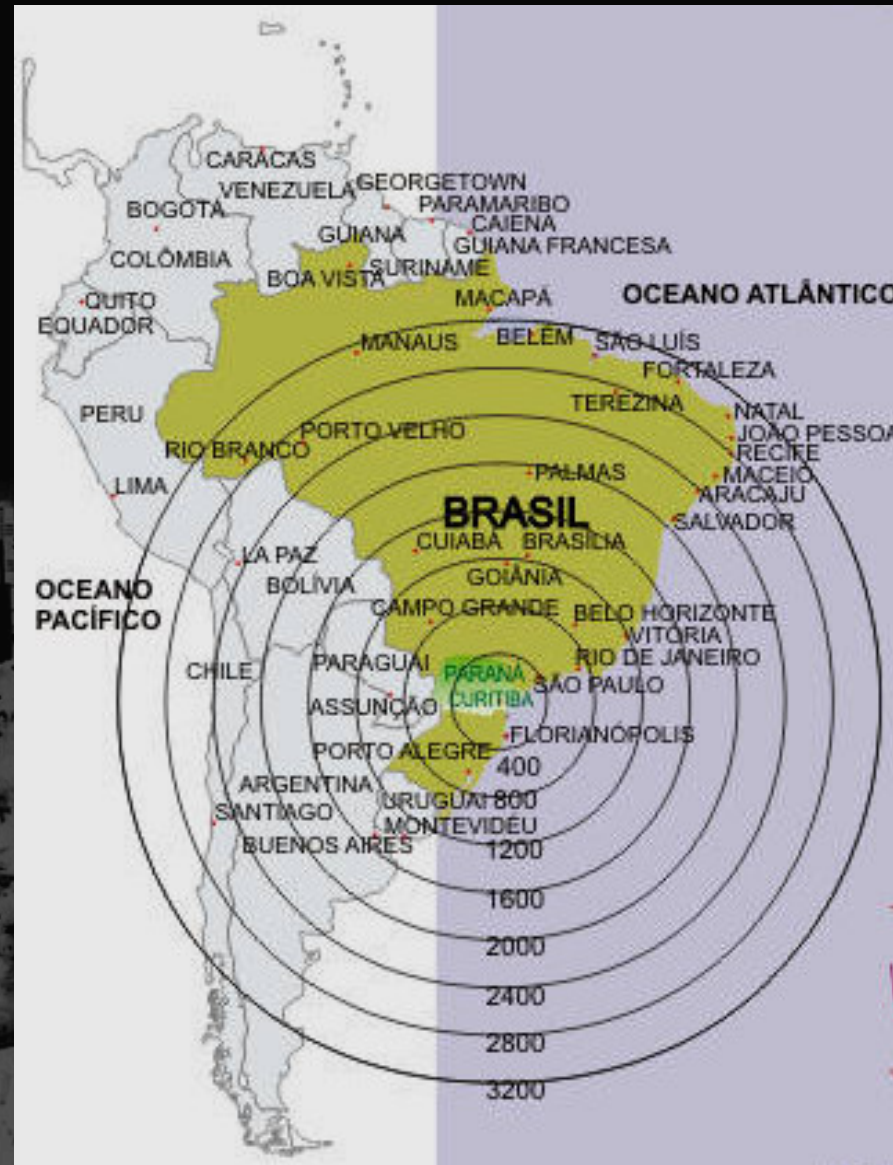 CARACAS
VENEZUELA
GEORGETOWN
PARAMARIBO
BOGOTÁ
CAIENA
GUIANA
GUIANA FRANCESA
COLÔMBIA
SURINAME
BOA VISTA
QUITO
MACAPÁ
OCEANO ATLÂNTICO
EQUADOR
MANAUS
BELÉM
SÃO LUÍS
FORTALEZA
TEREZINA
PERU
NATAL
PORTO VELHO
JOÃO PESSOA
RIO BRANCO
RECIFE
PALMAS
MACEIÓ
LIMA
ARACAJU
BRASIL
SALVADOR
CUIABÁ
BRASÍLIA
LA PAZ
GOIÂNIA
BOLÍVIA
OCEANO
PACÍFICO
CAMPO GRANDE
BELO HORIZONTE
VITÓRIA
PARAGUAI
RIO DE JANEIRO
CHILE
PARANÁ
SÃO PAULO
CURITIBA
ASSUNÇÃO
FLORIANÓPOLIS
PORTO ALEGRE
400
ARGENTINA
URUGUAI
800
SANTIAGO
MONTEVIDÉU
BUENOS AIRES
1200
1600
2000
2400
2800
3200